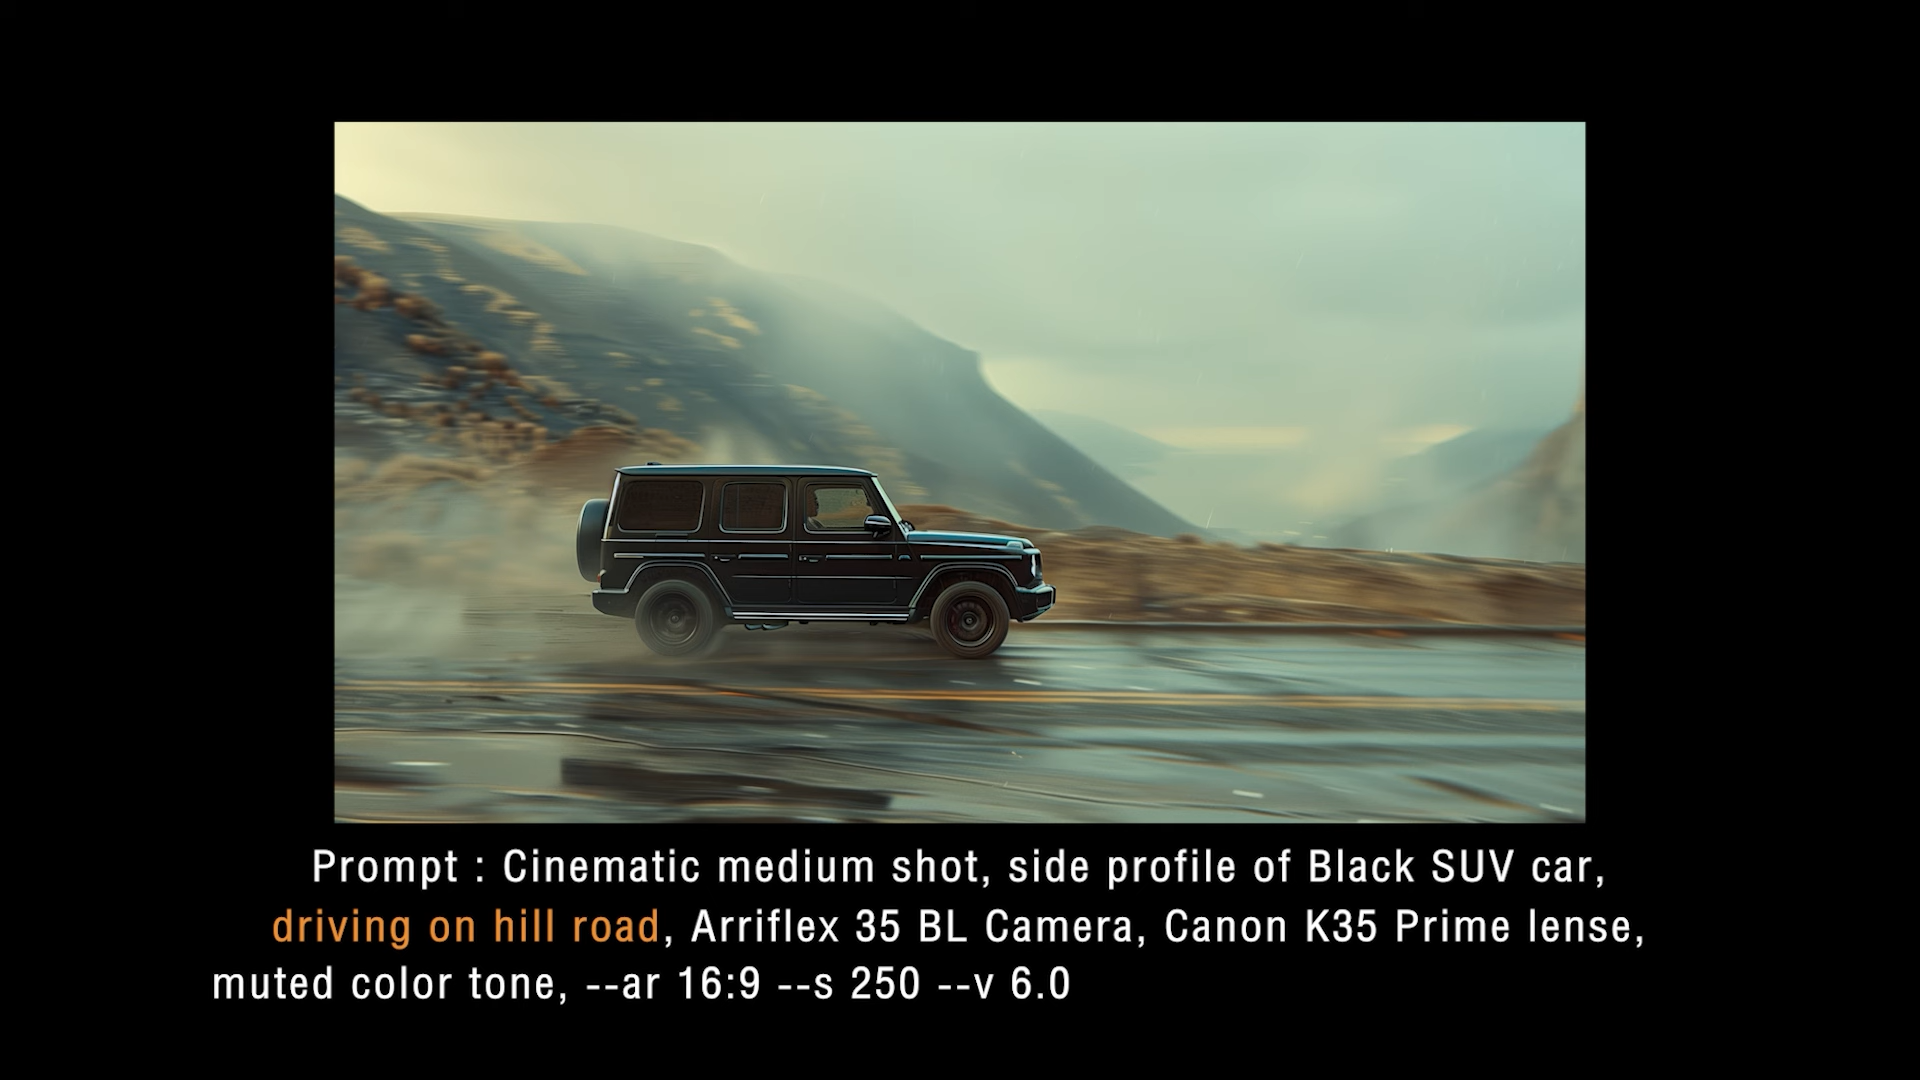 Prompt : Cinematic medium shot, side profile of Black SUV car,
driving on hill road, Arriflex 35 BL Camera, Canon K35 Prime lense,
muted color tone, --ar 16:9 --s 250 --v 6.0